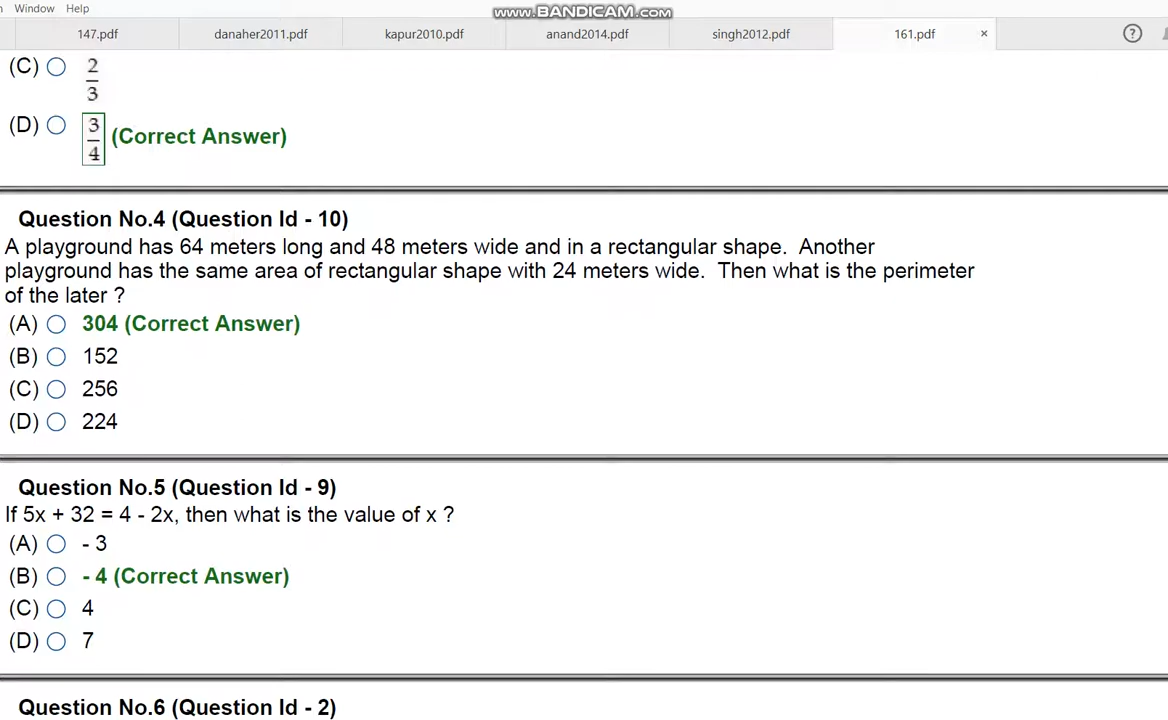 Window Help
www.BANDICAM.com
147.pdf danaher2011.pdf kapur2010.pdf anand2014.pdf singh2012.pdf 161.pdf × ?
(C) 2/3
(D) 3/4 (Correct Answer)
Question No.4 (Question Id - 10)
A playground has 64 meters long and 48 meters wide and in a rectangular shape. Another
playground has the same area of rectangular shape with 24 meters wide. Then what is the perimeter
of the later ?
(A) 304 (Correct Answer)
(B) 152
(C) 256
(D) 224
Question No.5 (Question Id - 9)
If 5x + 32 = 4 - 2x, then what is the value of x ?
(A) - 3
(B) - 4 (Correct Answer)
(C) 4
(D) 7
Question No.6 (Question Id - 2)